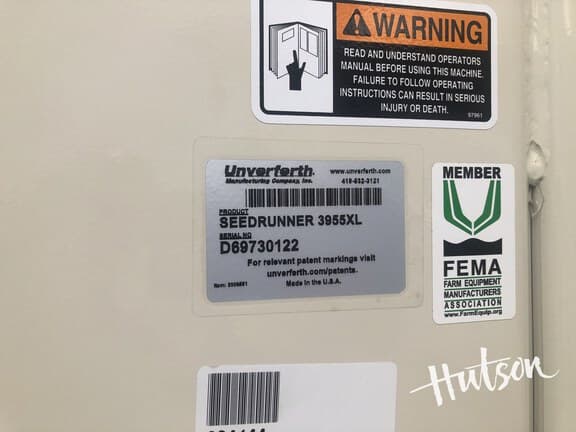 WARNING
READ AND UNDERSTAND OPERATORS
MANUAL BEFORE USING THIS MACHINE.
FAILURE TO FOLLOW OPERATING
INSTRUCTIONS CAN RESULT IN SERIOUS
INJURY OR DEATH.
97961
Unverferth. www.unverferth.com
Manufacturing Company, Inc. 419-532-3121
PRODUCT
SEEDRUNNER 3955XL
SERIAL NO
D69730122
For relevant patent markings visit
unverferth.com/patents.
Made in the U.S.A.
MEMBER
FEMA
FARM EQUIPMENT
MANUFACTURERS
ASSOCIATION
www.FarmEquip.org
Hutson